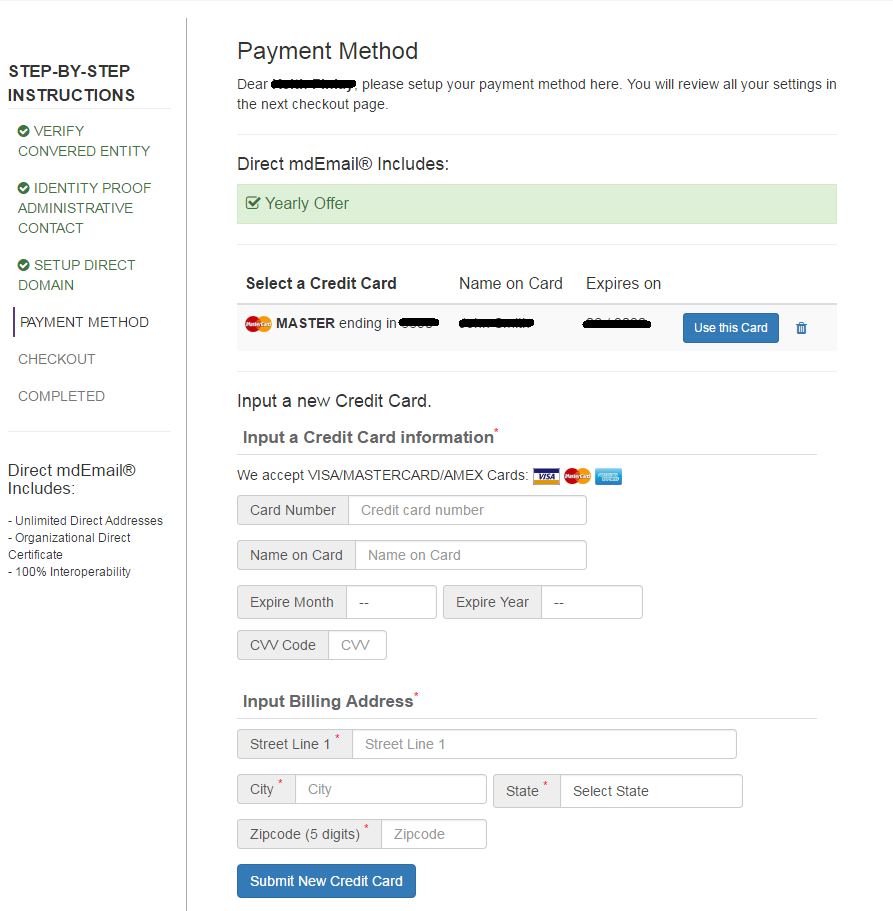 STEP-BY-STEP
INSTRUCTIONS
VERIFY
CONVERED ENTITY
IDENTITY PROOF
ADMINISTRATIVE
CONTACT
SETUP DIRECT
DOMAIN
PAYMENT METHOD
CHECKOUT
COMPLETED
Direct mdEmail®
Includes:
- Unlimited Direct Addresses
- Organizational Direct
Certificate
- 100% Interoperability
Payment Method
Dear , please setup your payment method here. You will review all your settings in
the next checkout page.
Direct mdEmail® Includes:
Yearly Offer
Select a Credit Card Name on Card Expires on
MasterCard MASTER ending in Use this Card
Input a new Credit Card.
Input a Credit Card information*
We accept VISA/MASTERCARD/AMEX Cards: VISA MasterCard
Card Number Credit card number
Name on Card Name on Card
Expire Month -- Expire Year --
CVV Code CVV
Input Billing Address*
Street Line 1 * Street Line 1
City * City State * Select State
Zipcode (5 digits) * Zipcode
Submit New Credit Card